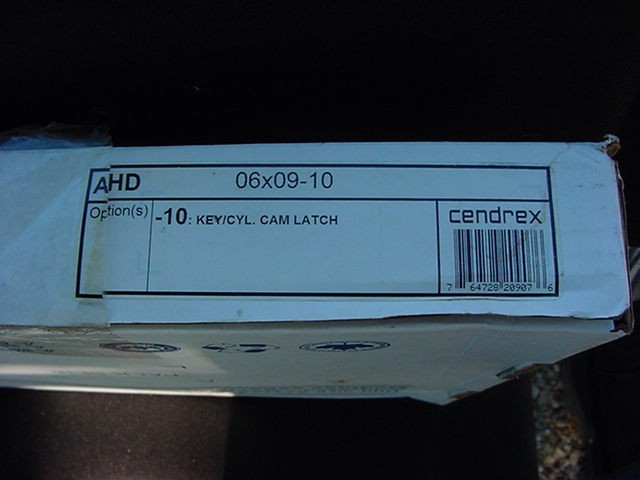 AHD 06x09-10
Option(s) -10: KEY/CYL. CAM LATCH
cendrex
7 64728 20907 6